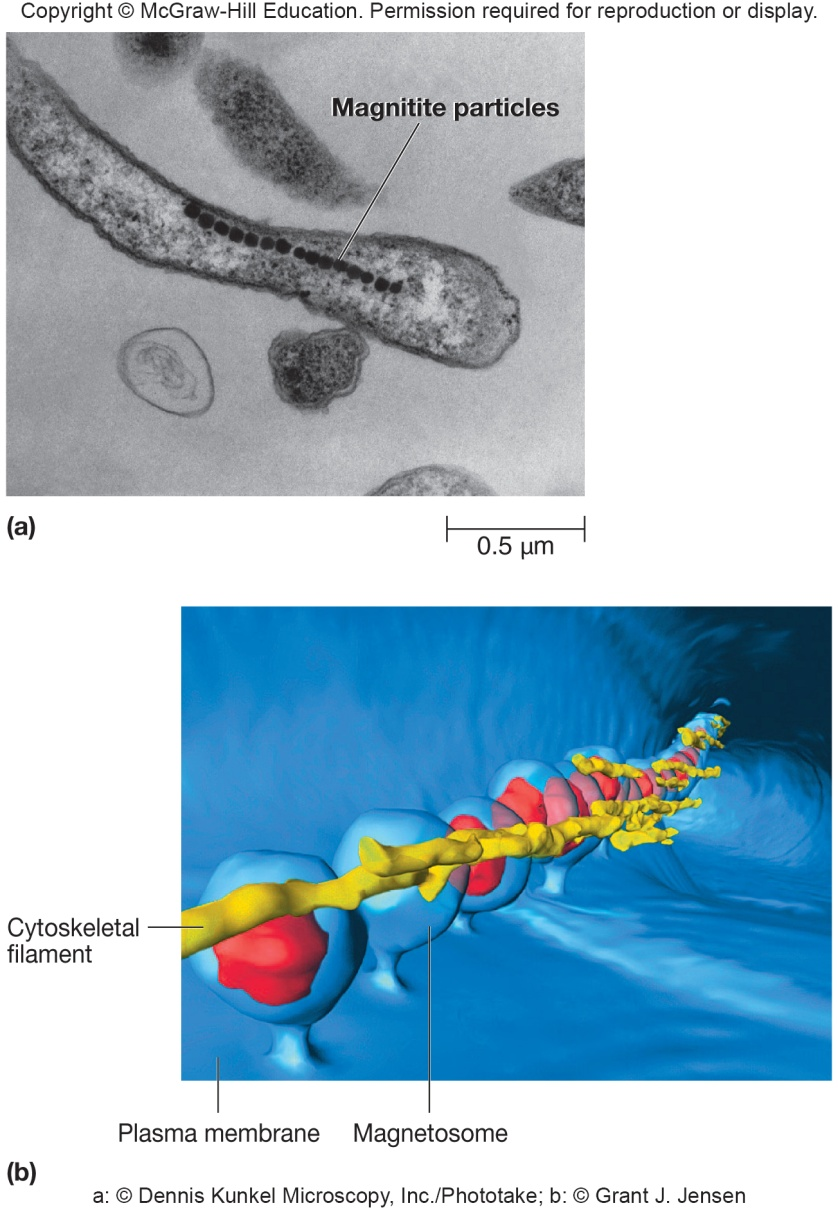 Copyright © McGraw-Hill Education. Permission required for reproduction or display.
Magnitite particles
(a)
0.5 µm
Cytoskeletal
filament
Plasma membrane
Magnetosome
(b)
a: © Dennis Kunkel Microscopy, Inc./Phototake; b: © Grant J. Jensen